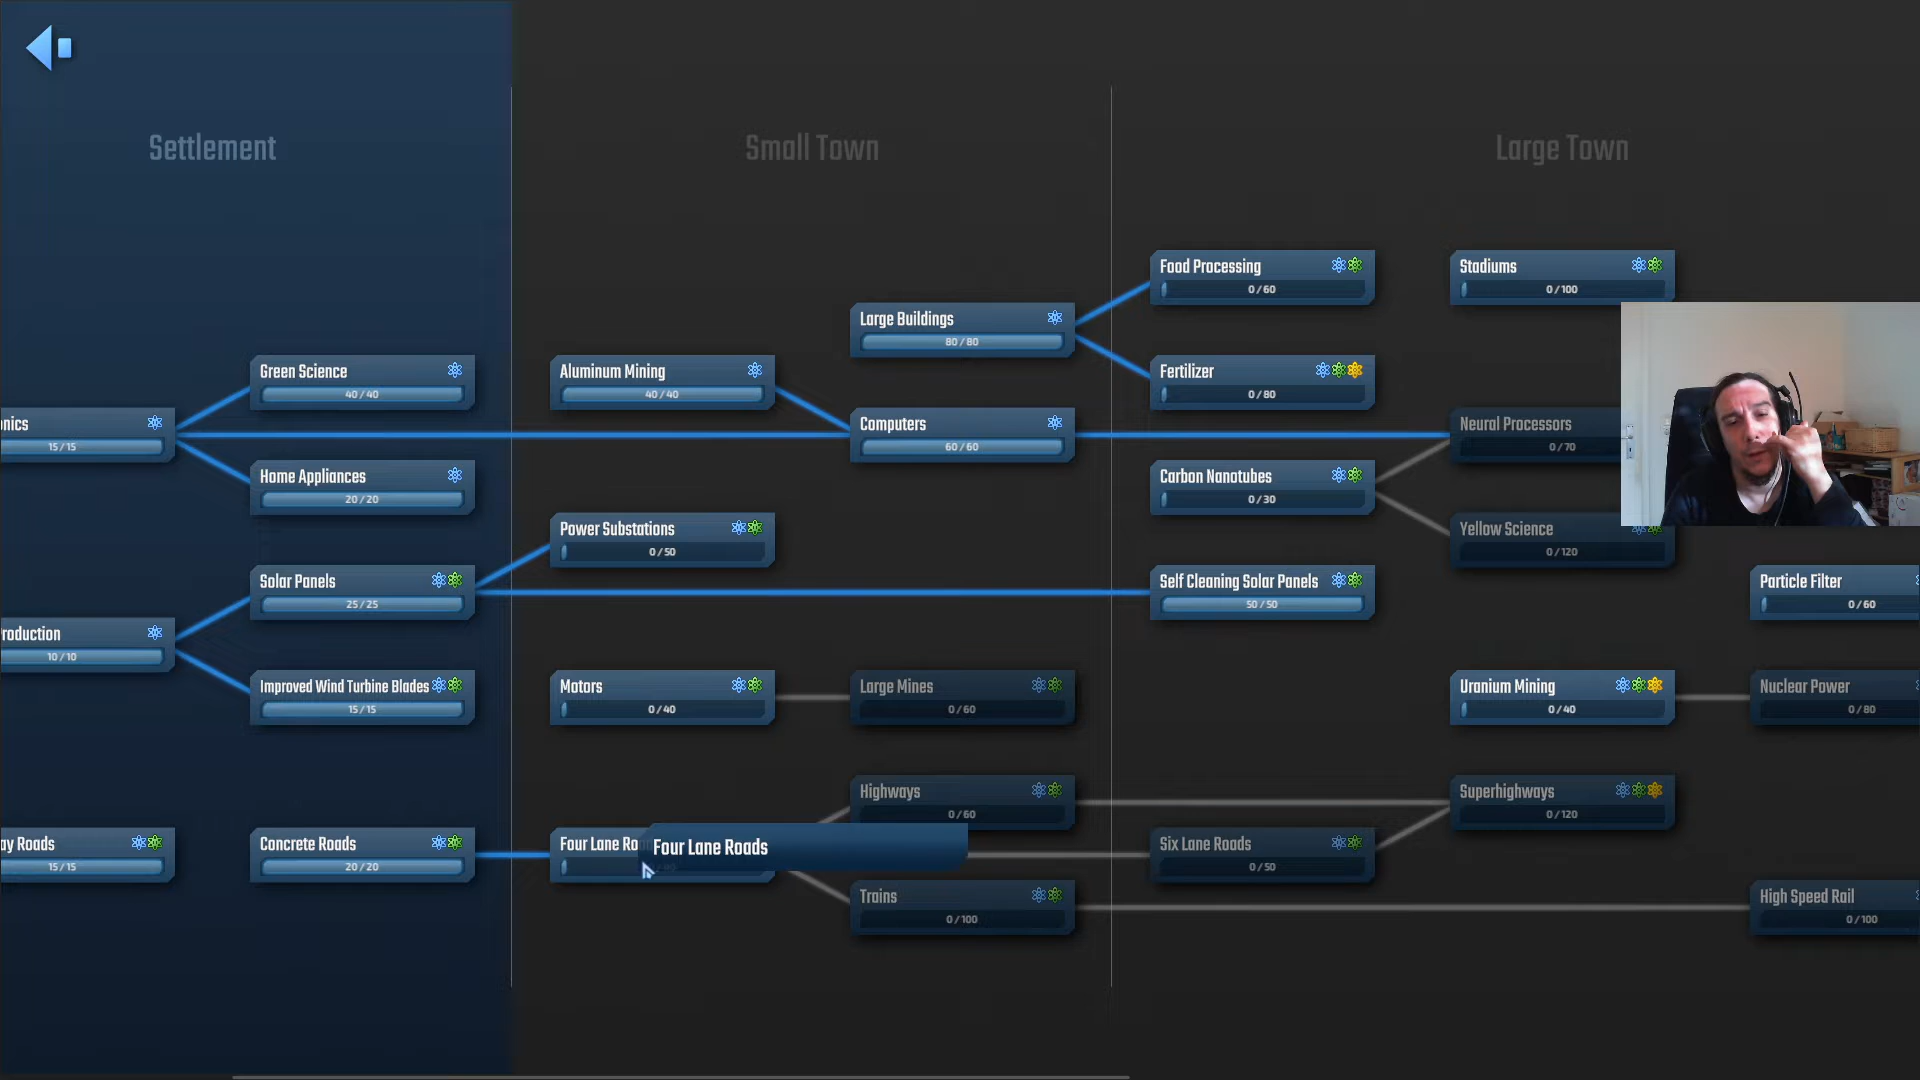 Settlement
Small Town
Large Town
Food Processing
0/60
Stadiums
0/100
Large Buildings
80/80
Green Science
40/40
Aluminum Mining
40/40
Fertilizer
0/80
nics
15/15
Computers
60/60
Neural Processors
0/70
Home Appliances
20/20
Carbon Nanotubes
0/30
Power Substations
0/50
Yellow Science
0/120
Solar Panels
25/25
Self Cleaning Solar Panels
50/50
Particle Filter
0/60
roduction
10/10
Improved Wind Turbine Blades
15/15
Motors
0/40
Large Mines
0/60
Uranium Mining
0/40
Nuclear Power
0/80
Highways
0/60
Superhighways
0/120
ay Roads
15/15
Concrete Roads
20/20
Four Lane Ro
Four Lane Roads
Six Lane Roads
0/50
Trains
0/100
High Speed Rail
0/100